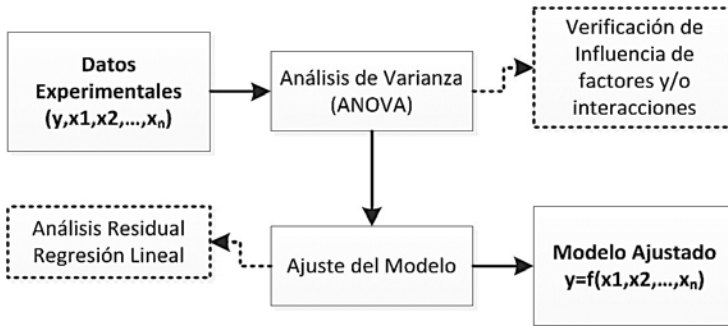 Datos
Experimentales
(y,x1,x2,...,xn)
Análisis de Varianza
(ANOVA)
Verificación de
Influencia de
factores y/o
interacciones
Análisis Residual
Regresión Lineal
Ajuste del Modelo
Modelo Ajustado
y=f(x1,x2,...,xn)